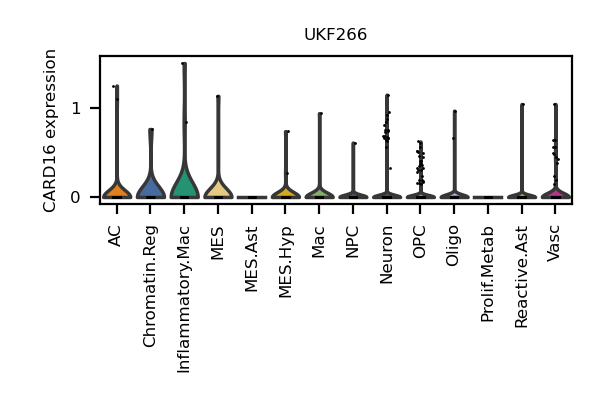 UKF266
CARD16 expression
1
0
AC
Chromatin.Reg
Inflammatory.Mac
MES
MES.Ast
MES.Hyp
Mac
NPC
Neuron
OPC
Oligo
Prolif.Metab
Reactive.Ast
Vasc